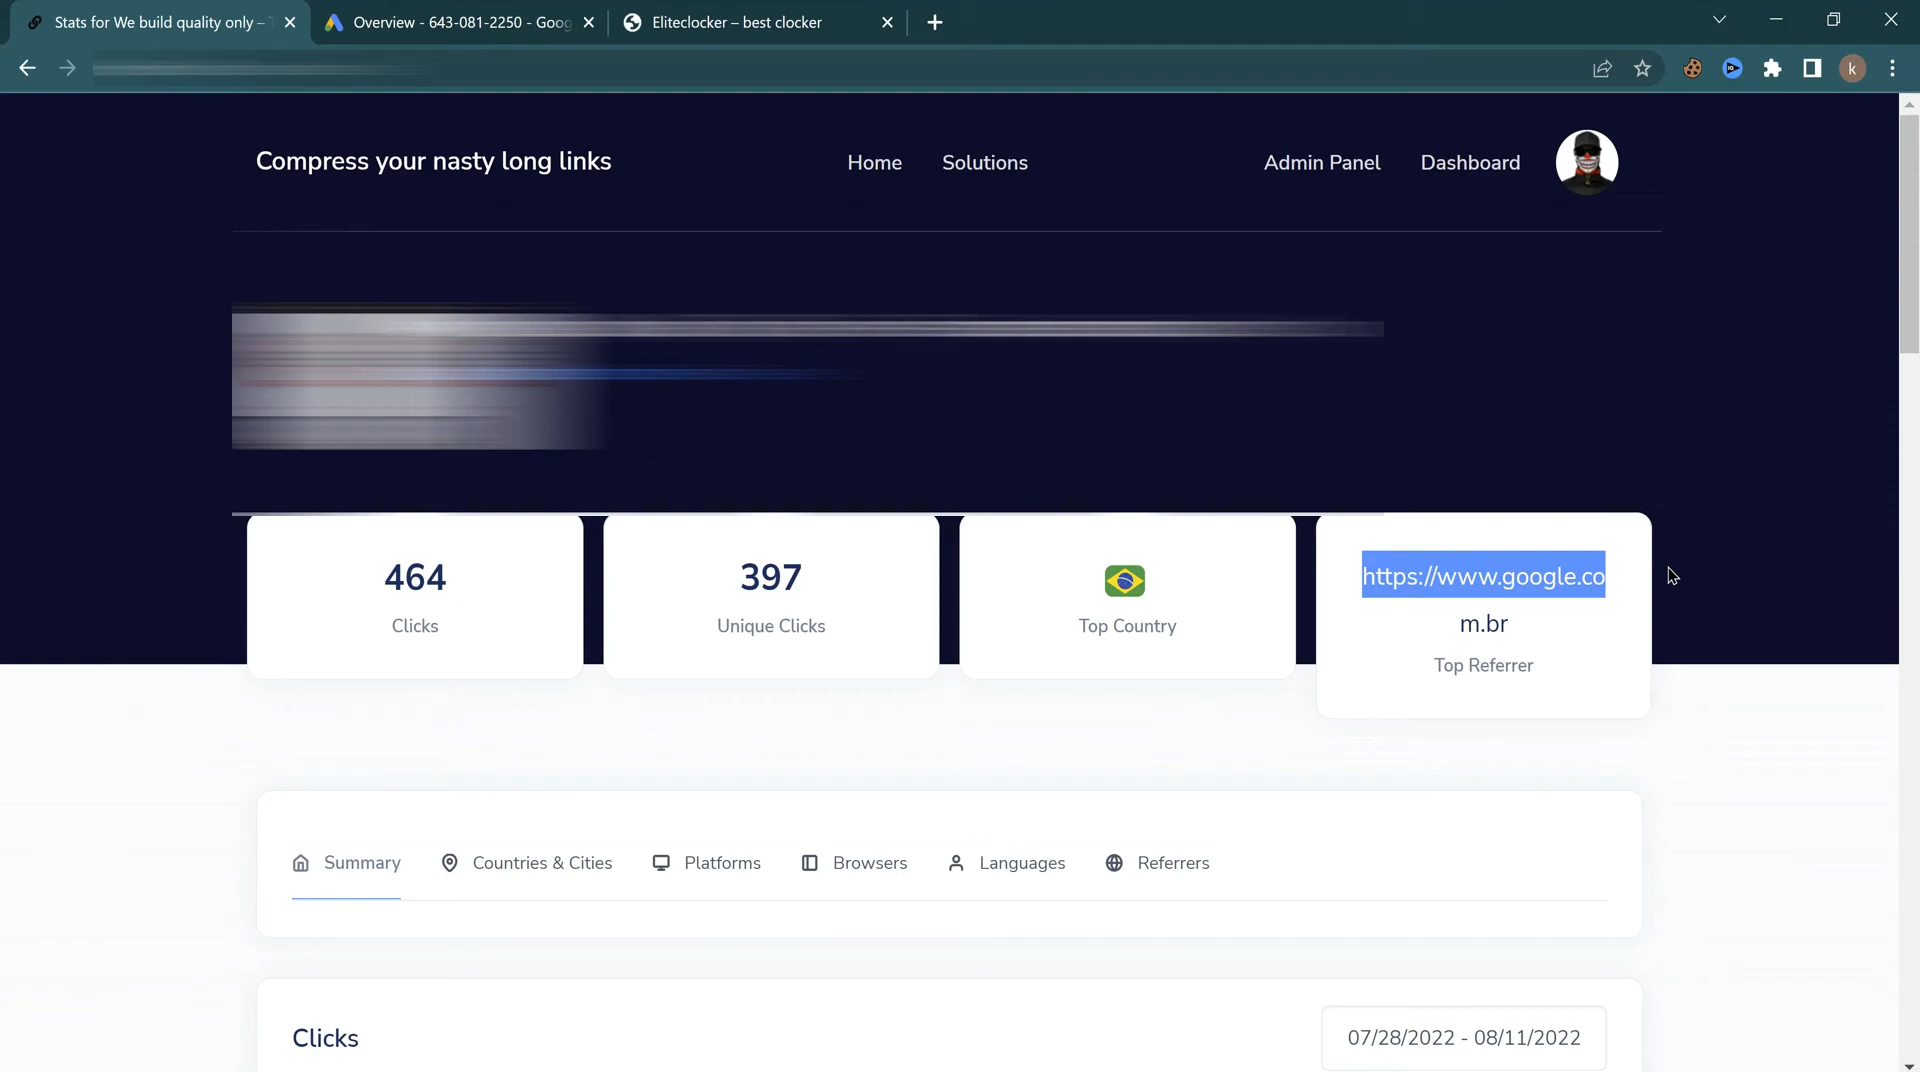 Stats for We build quality only –
Overview - 643-081-2250 - Goog
Eliteclocker – best clocker
k
Compress your nasty long links
Home
Solutions
Admin Panel
Dashboard
464
Clicks
397
Unique Clicks
Top Country
https://www.google.co
m.br
Top Referrer
Summary
Countries & Cities
Platforms
Browsers
Languages
Referrers
Clicks
07/28/2022 - 08/11/2022